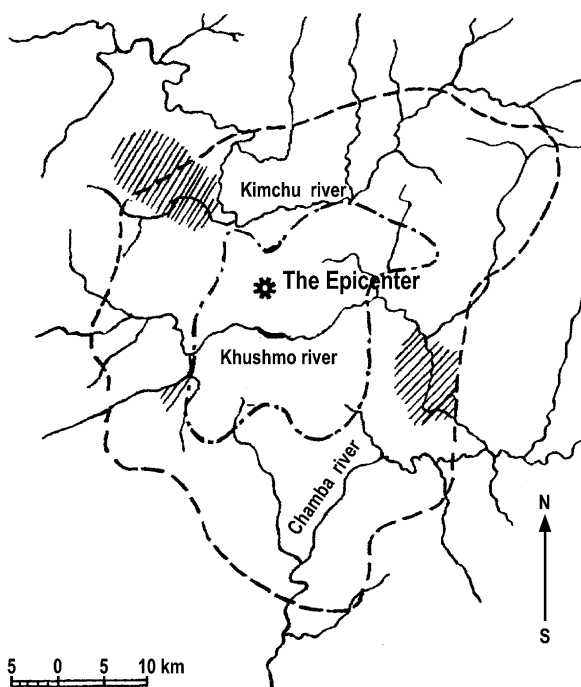 Kimchu river
The Epicenter
Khushmo river
Chamba river
N
S
5 0 5 10 km